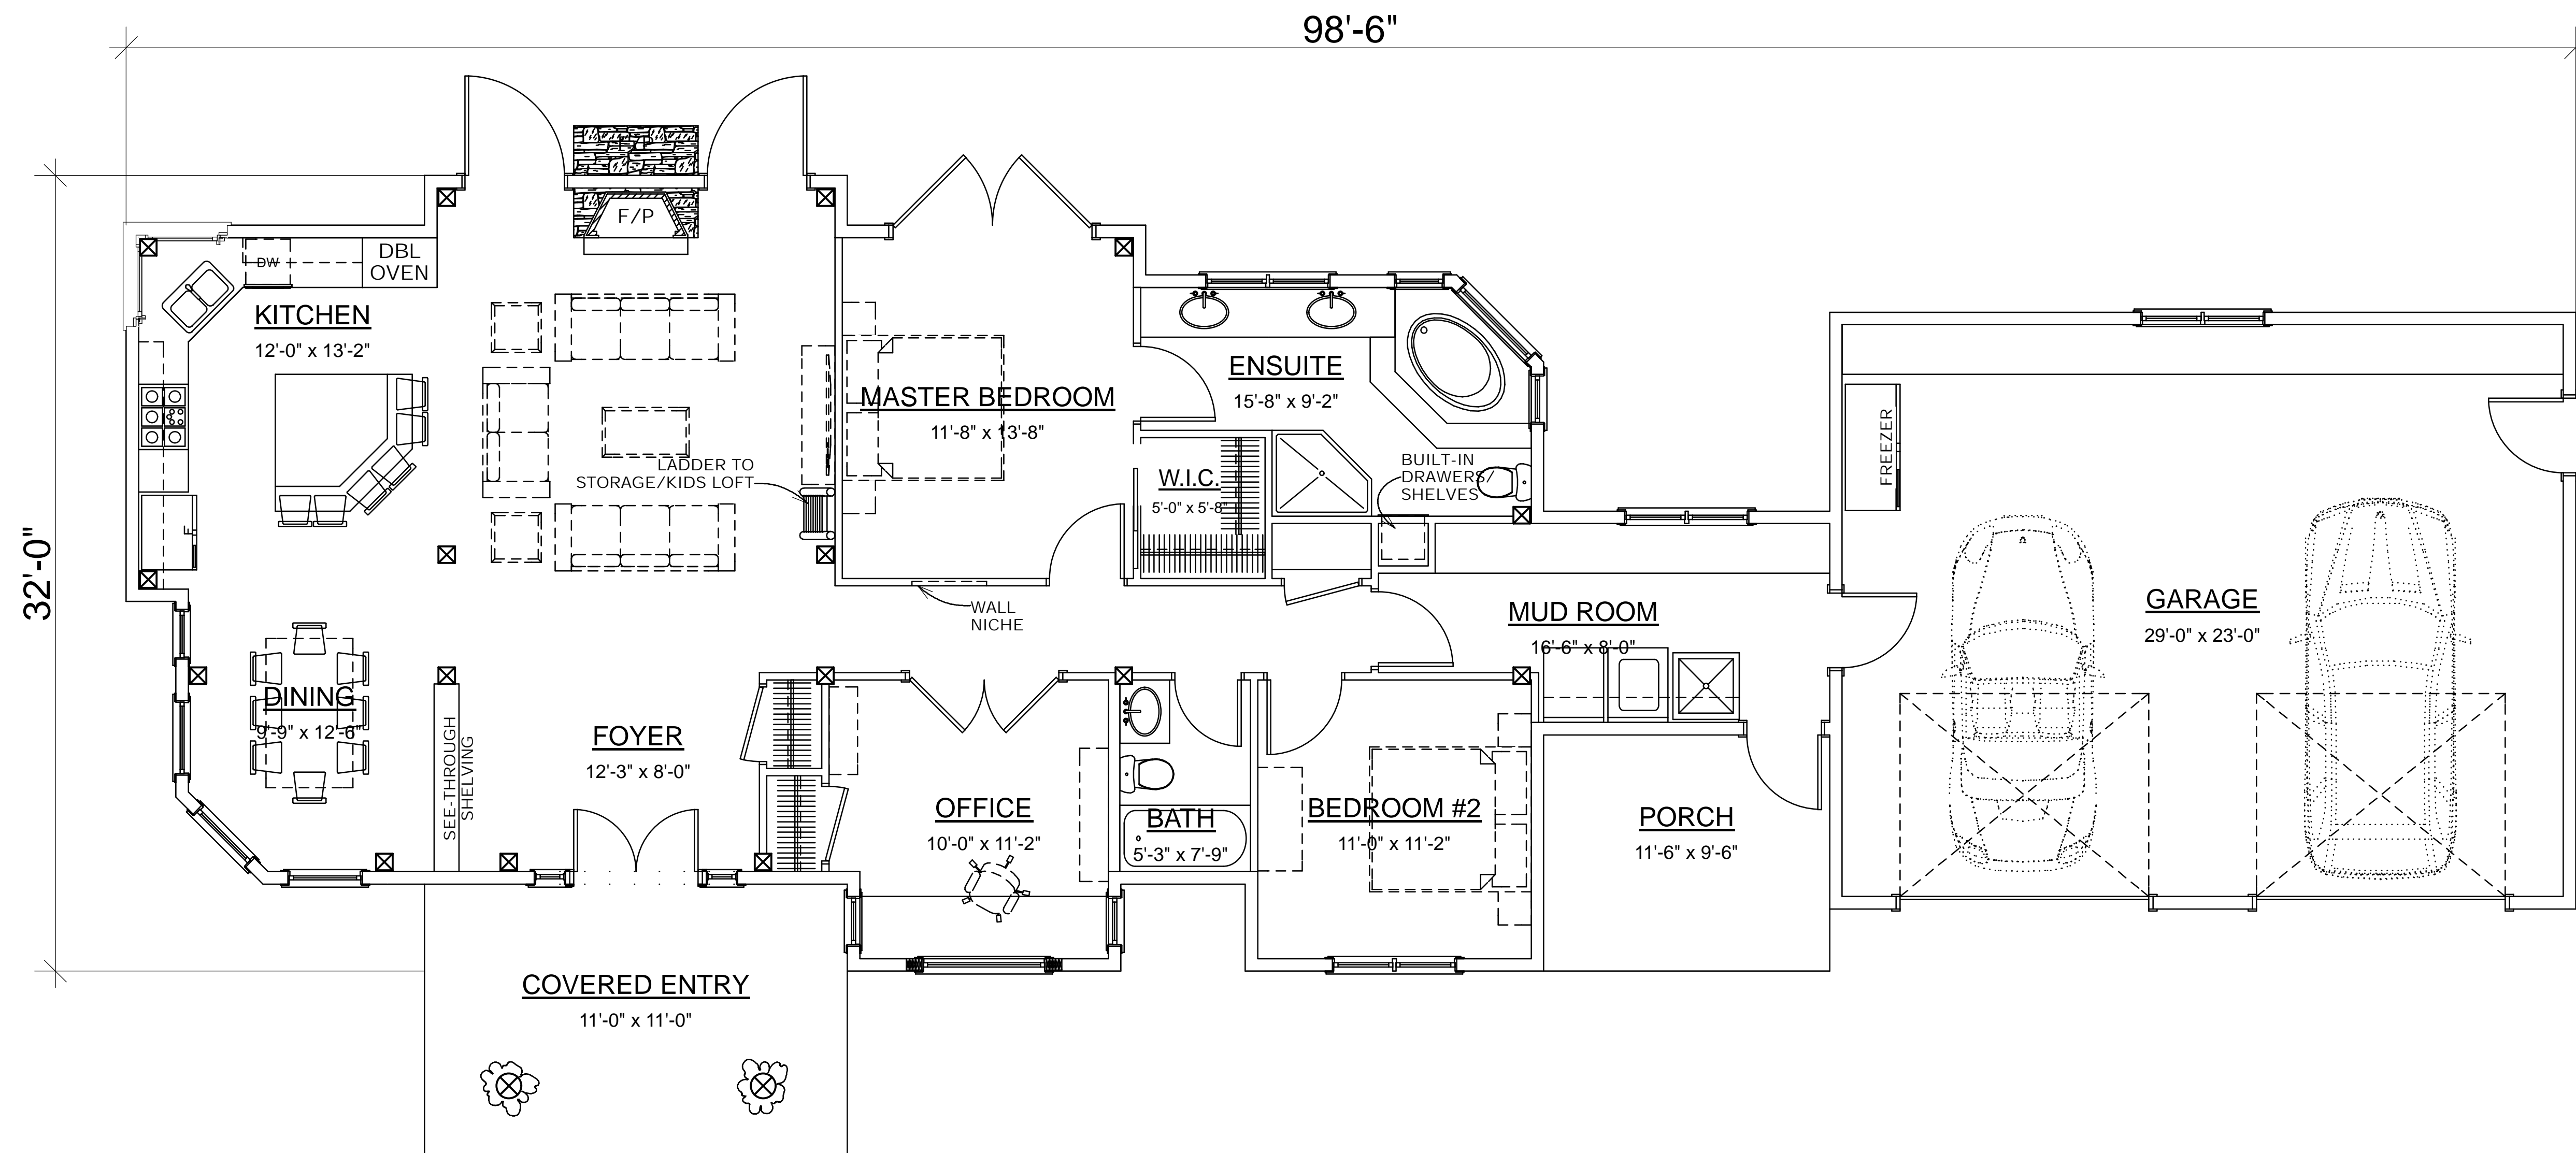 98'-6"
32'-0"
F/P
DW
DBL
OVEN
KITCHEN
12'-0" x 13'-2"
LADDER TO
STORAGE/KIDS LOFT
MASTER BEDROOM
11'-8" x 13'-8"
ENSUITE
15'-8" x 9'-2"
W.I.C.
5'-0" x 5'-8"
BUILT-IN
DRAWERS/
SHELVES
FREEZER
F
WALL
NICHE
MUD ROOM
16'-6" x 8'-0"
GARAGE
29'-0" x 23'-0"
DINING
9'-9" x 12'-6"
SEE-THROUGH
SHELVING
FOYER
12'-3" x 8'-0"
OFFICE
10'-0" x 11'-2"
BATH
5'-3" x 7'-9"
BEDROOM #2
11'-0" x 11'-2"
PORCH
11'-6" x 9'-6"
COVERED ENTRY
11'-0" x 11'-0"